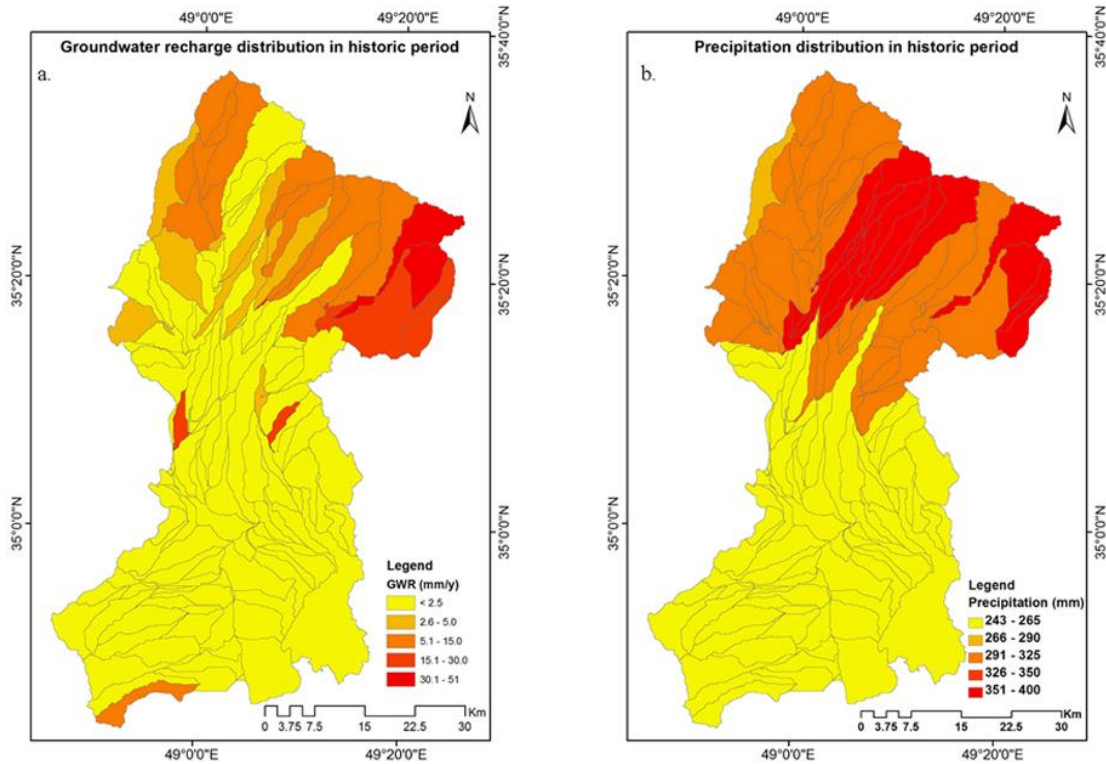 49°0'0"E
49°20'0"E
35°40'0"N
Groundwater recharge distribution in historic period
a.
N
35°20'0"N
35°20'0"N
35°0'0"N
35°0'0"N
Legend
GWR (mm/y)
< 2.5
2.6 - 5.0
5.1 - 15.0
15.1 - 30.0
30.1 - 51
Km
0 3.75 7.5 15 22.5 30
49°0'0"E
49°20'0"E
49°0'0"E
49°20'0"E
35°40'0"N
Precipitation distribution in historic period
b.
N
35°20'0"N
35°20'0"N
35°0'0"N
35°0'0"N
Legend
Precipitation (mm)
243 - 265
266 - 290
291 - 325
326 - 350
351 - 400
Km
0 3.75 7.5 15 22.5 30
49°0'0"E
49°20'0"E